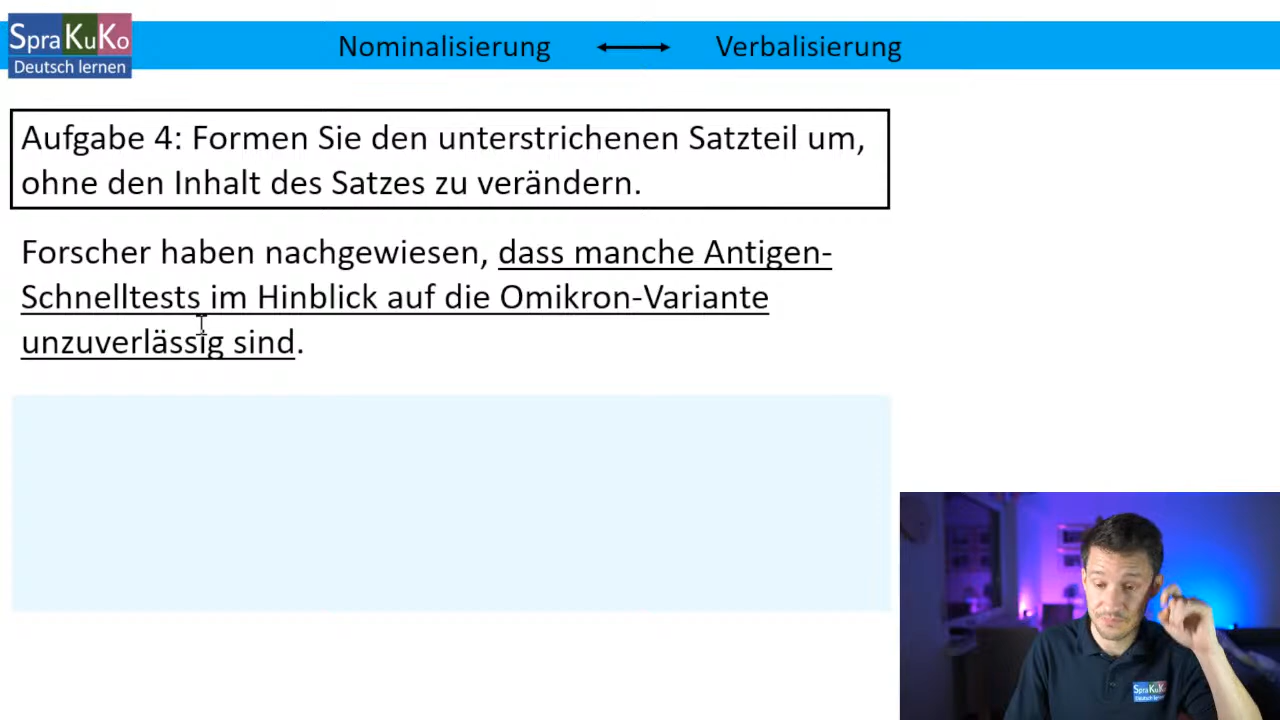 SpraKuKo
Deutsch lernen
Nominalisierung Verbalisierung
Aufgabe 4: Formen Sie den unterstrichenen Satzteil um,
ohne den Inhalt des Satzes zu verändern.
Forscher haben nachgewiesen, dass manche Antigen-
Schnelltests im Hinblick auf die Omikron-Variante
unzuverlässig sind.
SpraKuKo